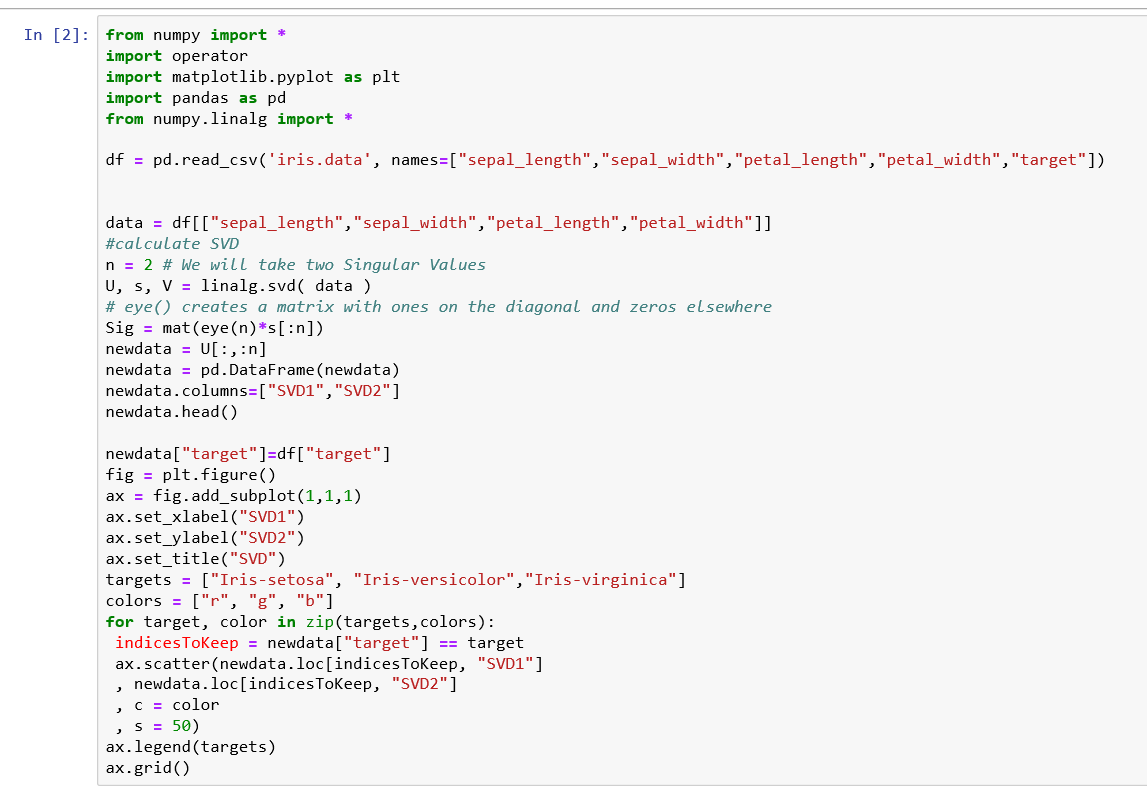 In [2]: from numpy import *
import operator
import matplotlib.pyplot as plt
import pandas as pd
from numpy.linalg import *
df = pd.read_csv('iris.data', names=["sepal_length","sepal_width","petal_length","petal_width","target"])
data = df[["sepal_length","sepal_width","petal_length","petal_width"]]
#calculate SVD
n = 2 # We will take two Singular Values
U, s, V = linalg.svd( data )
# eye() creates a matrix with ones on the diagonal and zeros elsewhere
Sig = mat(eye(n)*s[:n])
newdata = U[:,:n]
newdata = pd.DataFrame(newdata)
newdata.columns=["SVD1","SVD2"]
newdata.head()
newdata["target"]=df["target"]
fig = plt.figure()
ax = fig.add_subplot(1,1,1)
ax.set_xlabel("SVD1")
ax.set_ylabel("SVD2")
ax.set_title("SVD")
targets = ["Iris-setosa", "Iris-versicolor","Iris-virginica"]
colors = ["r", "g", "b"]
for target, color in zip(targets,colors):
 indicesToKeep = newdata["target"] == target
 ax.scatter(newdata.loc[indicesToKeep, "SVD1"]
 , newdata.loc[indicesToKeep, "SVD2"]
 , c = color
 , s = 50)
ax.legend(targets)
ax.grid()